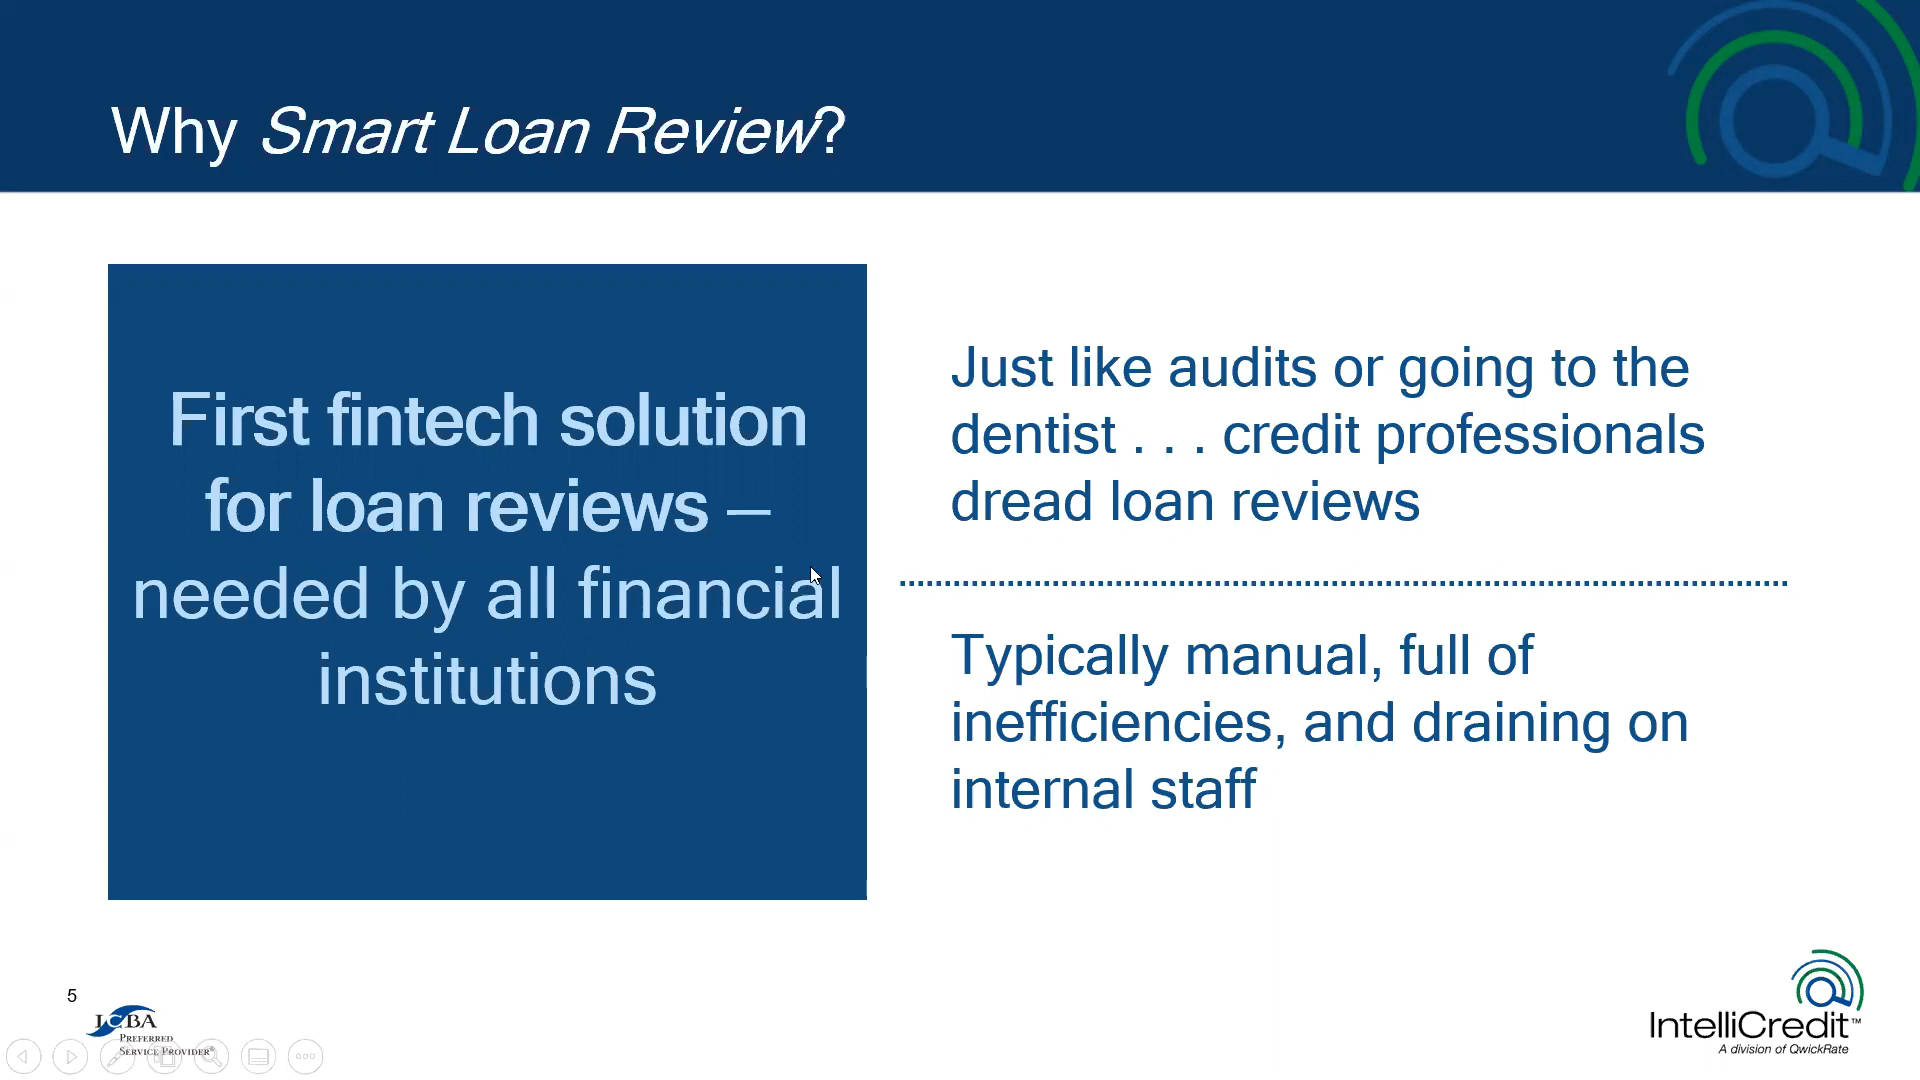 Why Smart Loan Review?
First fintech solution
for loan reviews —
needed by all financial
institutions
Just like audits or going to the
dentist . . . credit professionals
dread loan reviews
Typically manual, full of
inefficiencies, and draining on
internal staff
5
ICBA
PREFERRED
SERVICE PROVIDER®
IntelliCredit™
A division of QwickRate